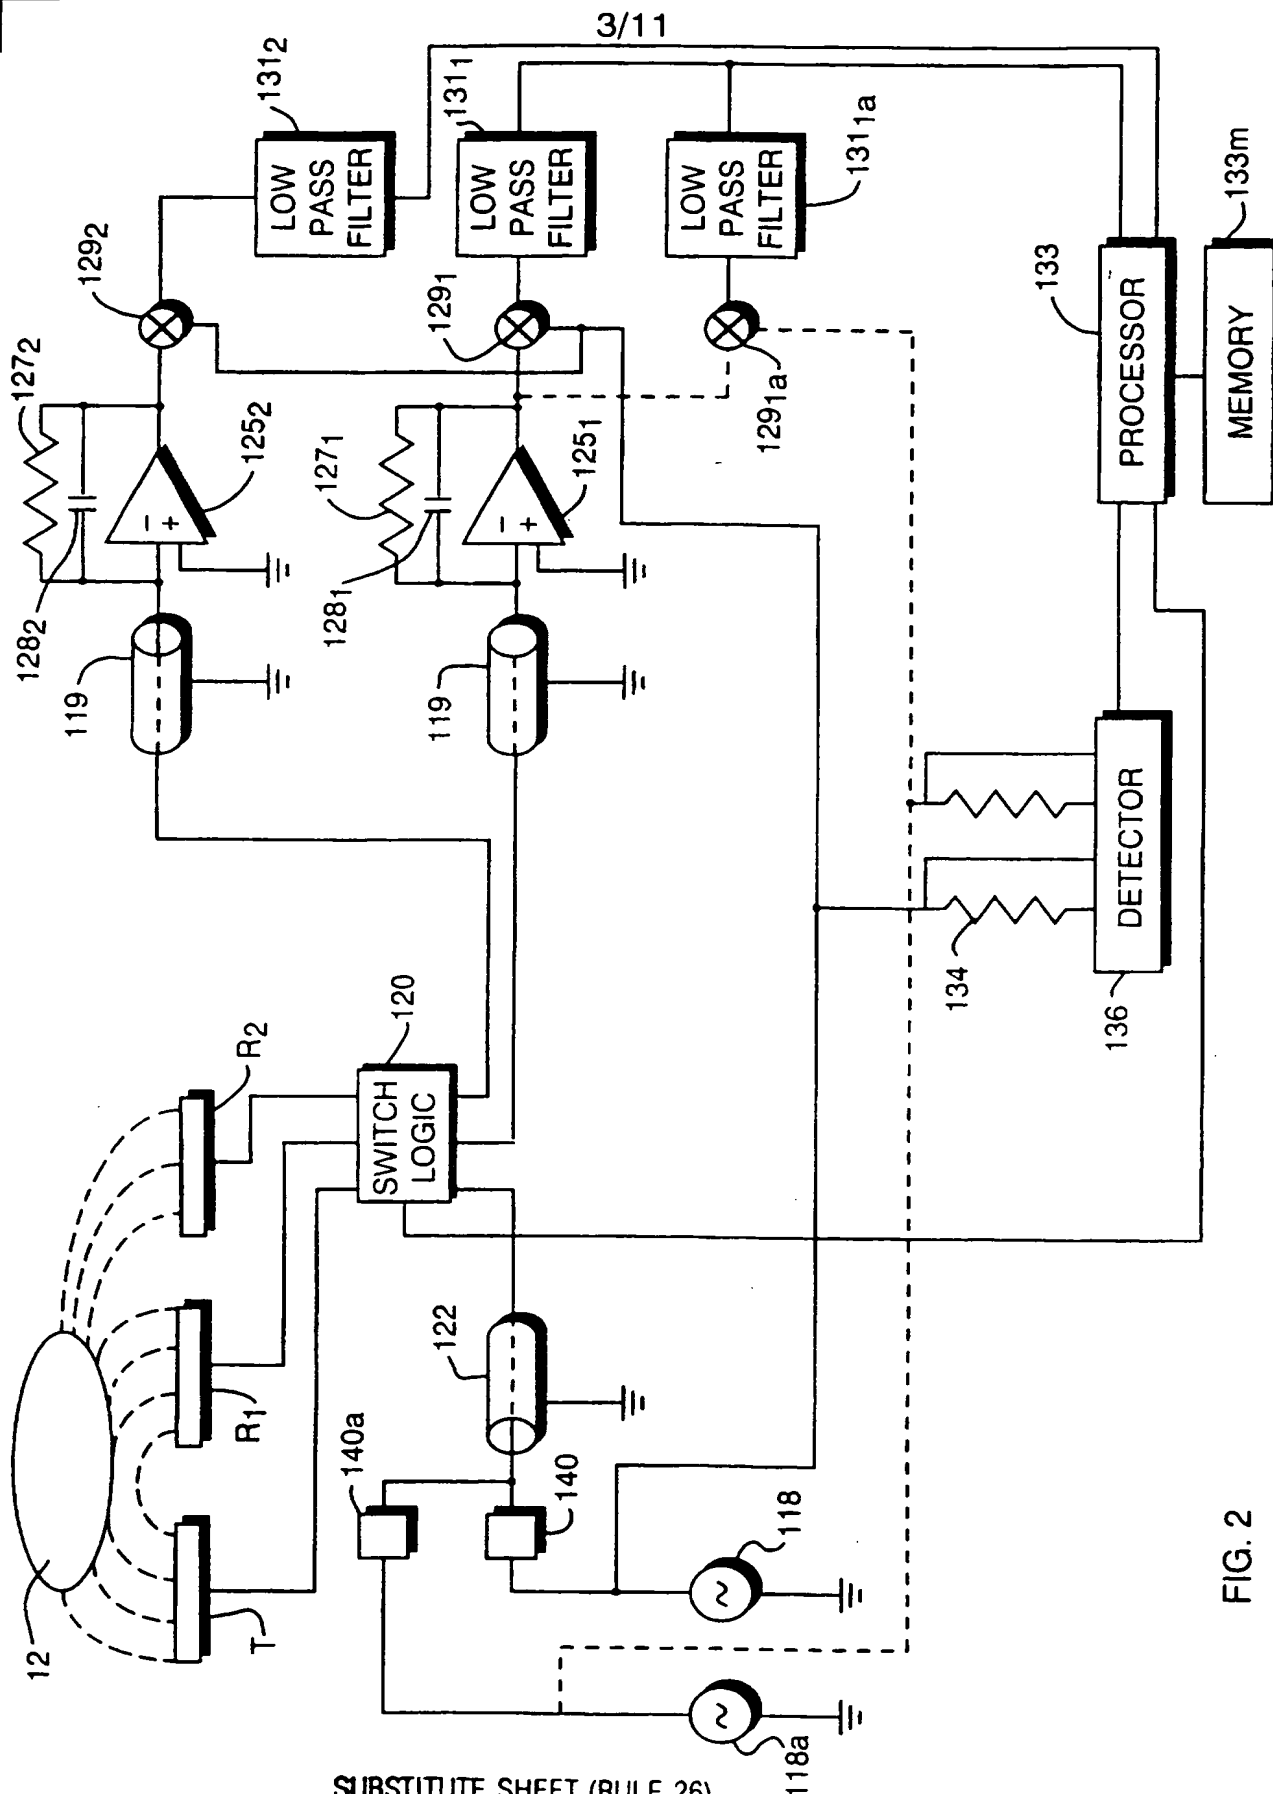 3/11
12
T
R1
R2
SWITCH
LOGIC
120
140a
140
122
118
118a
119
119
1282
1272
1252
1281
1271
1251
1292
1291
1291a
1312
LOW
PASS
FILTER
1311
LOW
PASS
FILTER
1311a
LOW
PASS
FILTER
134
136
DETECTOR
133
PROCESSOR
133m
MEMORY
- +
- +
FIG. 2
SUBSTITUTE SHEET (RULE 26)